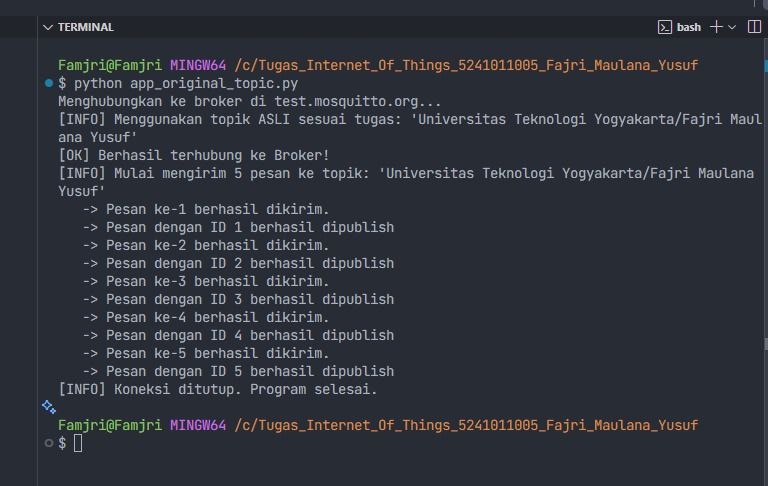 TERMINAL
bash
Famjri@Famjri MINGW64 /c/Tugas_Internet_Of_Things_5241011005_Fajri_Maulana_Yusuf
$ python app_original_topic.py
Menghubungkan ke broker di test.mosquitto.org...
[INFO] Menggunakan topik ASLI sesuai tugas: 'Universitas Teknologi Yogyakarta/Fajri Maul
ana Yusuf'
[OK] Berhasil terhubung ke Broker!
[INFO] Mulai mengirim 5 pesan ke topik: 'Universitas Teknologi Yogyakarta/Fajri Maulana
Yusuf'
-> Pesan ke-1 berhasil dikirim.
-> Pesan dengan ID 1 berhasil dipublish
-> Pesan ke-2 berhasil dikirim.
-> Pesan dengan ID 2 berhasil dipublish
-> Pesan ke-3 berhasil dikirim.
-> Pesan dengan ID 3 berhasil dipublish
-> Pesan ke-4 berhasil dikirim.
-> Pesan dengan ID 4 berhasil dipublish
-> Pesan ke-5 berhasil dikirim.
-> Pesan dengan ID 5 berhasil dipublish
[INFO] Koneksi ditutup. Program selesai.
Famjri@Famjri MINGW64 /c/Tugas_Internet_Of_Things_5241011005_Fajri_Maulana_Yusuf
$